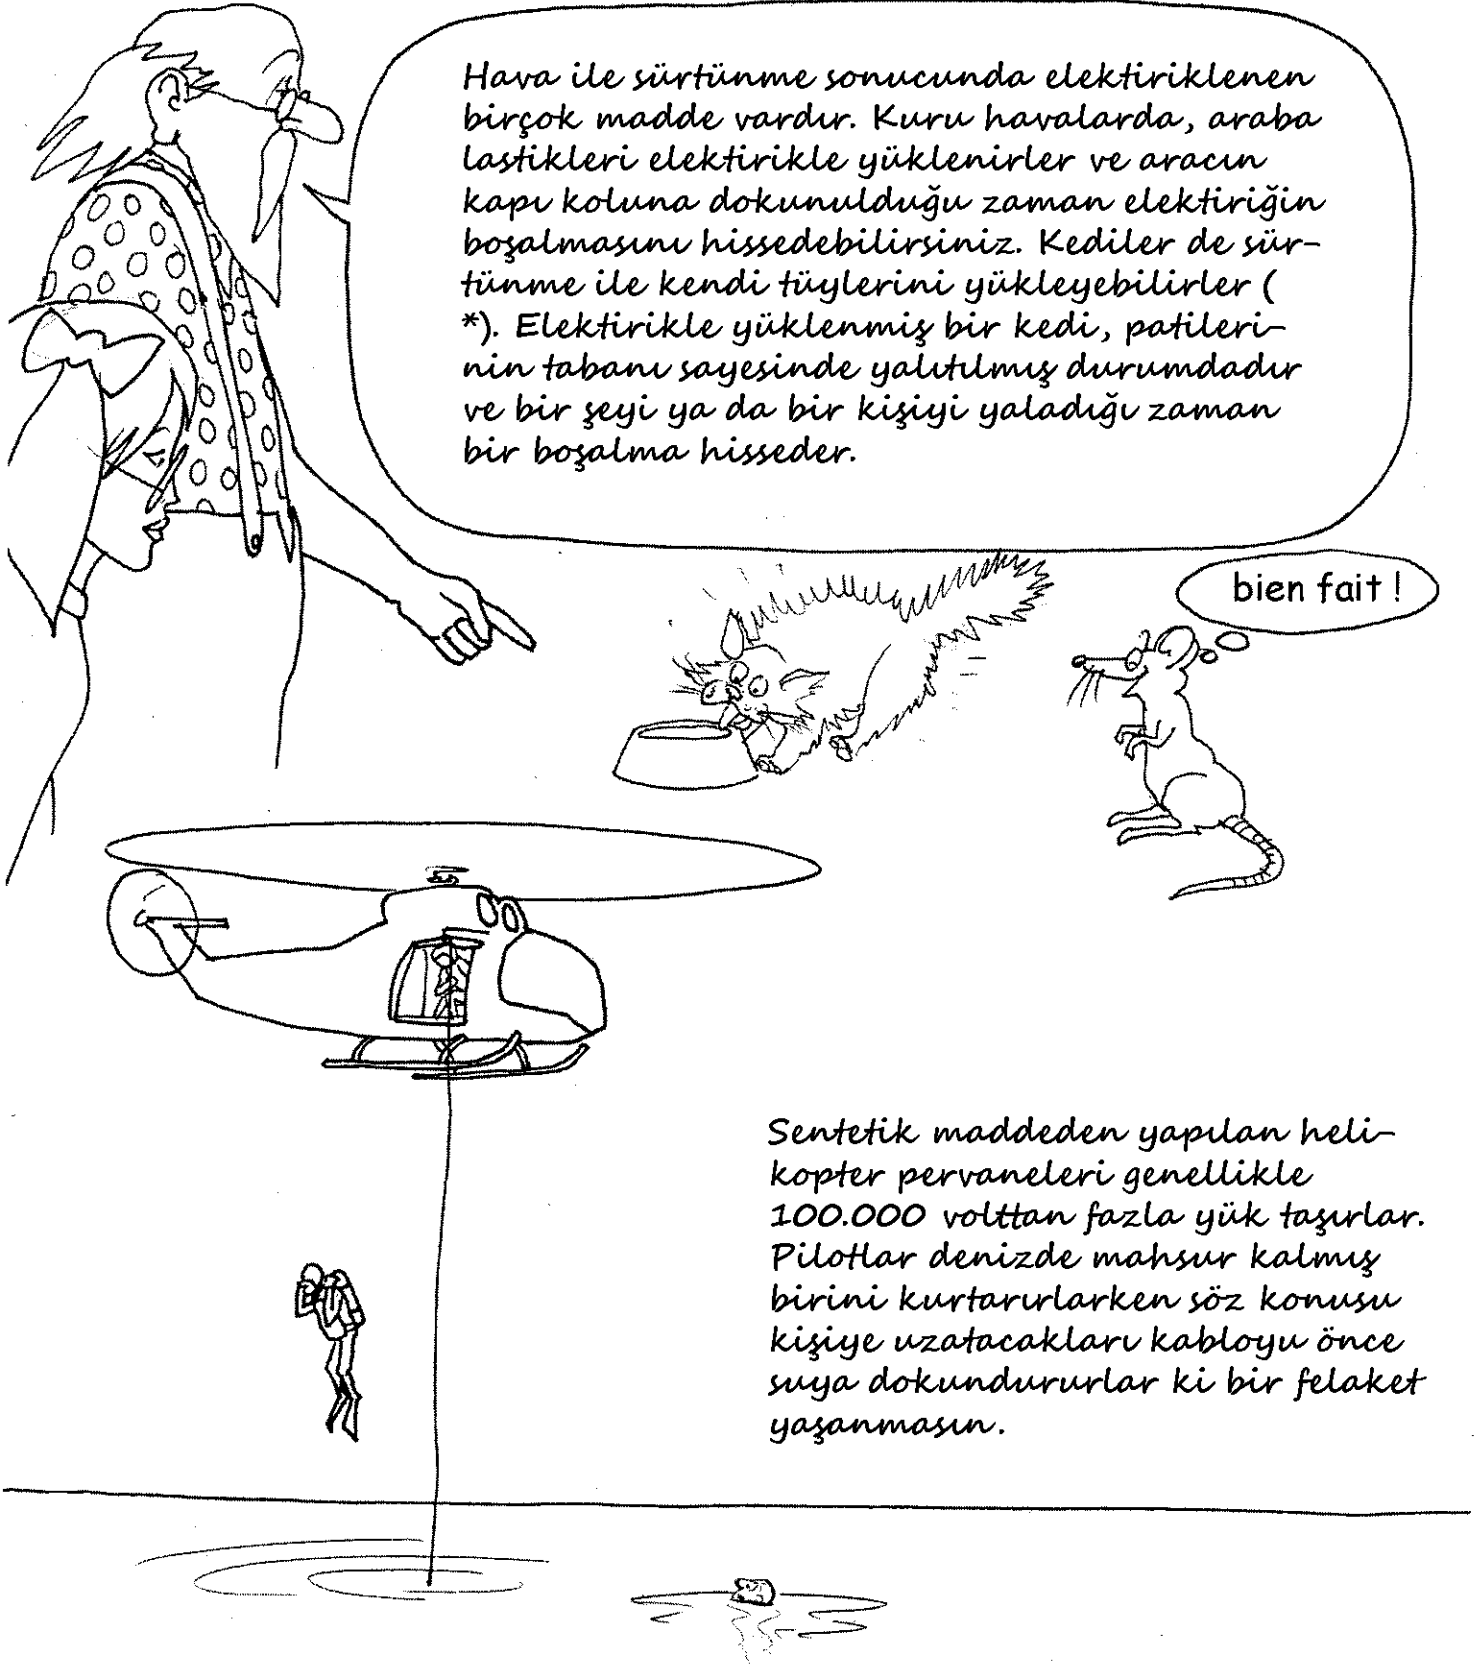 Hava ile sürtünme sonucunda elektiriklenen
birçok madde vardır. Kuru havalarda, araba
lastikleri elektirikle yüklenirler ve aracın
kapı koluna dokunulduğu zaman elektiriğin
boşalmasını hissedebilirsiniz. Kediler de sür-
tünme ile kendi tüylerini yükleyebilirler (
*). Elektirikle yüklenmiş bir kedi, patileri-
nin tabanı sayesinde yalıtılmış durumdadır
ve bir şeyi ya da bir kişiyi yaladığı zaman
bir boşalma hisseder.
bien fait !
Sentetik maddeden yapılan heli-
kopter pervaneleri genellikle
100.000 volttan fazla yük taşırlar.
Pilotlar denizde mahsur kalmış
birini kurtarırlarken söz konusu
kişiye uzatacakları kabloyu önce
suya dokundururlar ki bir felaket
yaşanmasın.